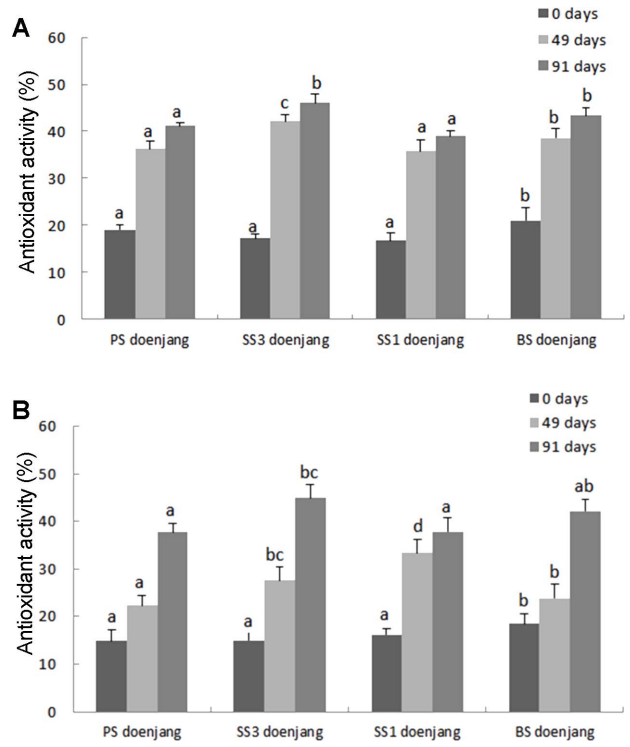 A
0 days
49 days
91 days
Antioxidant activity (%)
60
50
40
30
20
10
0
a a a
a c b
a a a
b b b
PS doenjang SS3 doenjang SS1 doenjang BS doenjang
B
0 days
49 days
91 days
Antioxidant activity (%)
60
50
40
30
20
10
0
a a a
a bc bc
a d a
b b ab
PS doenjang SS3 doenjang SS1 doenjang BS doenjang